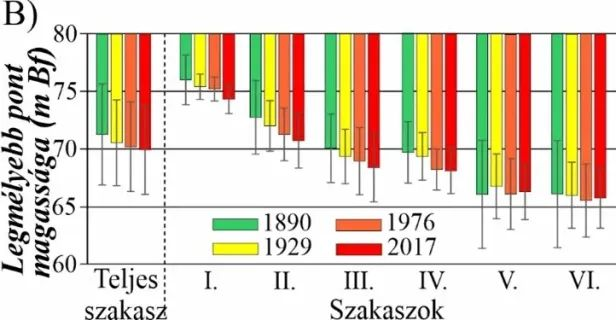 B)
Legmélyebb pont
magassága (m Bf)
80
75
70
65
60
1890
1976
1929
2017
Teljes
szakasz
I.
II.
III.
IV.
V.
VI.
Szakaszok